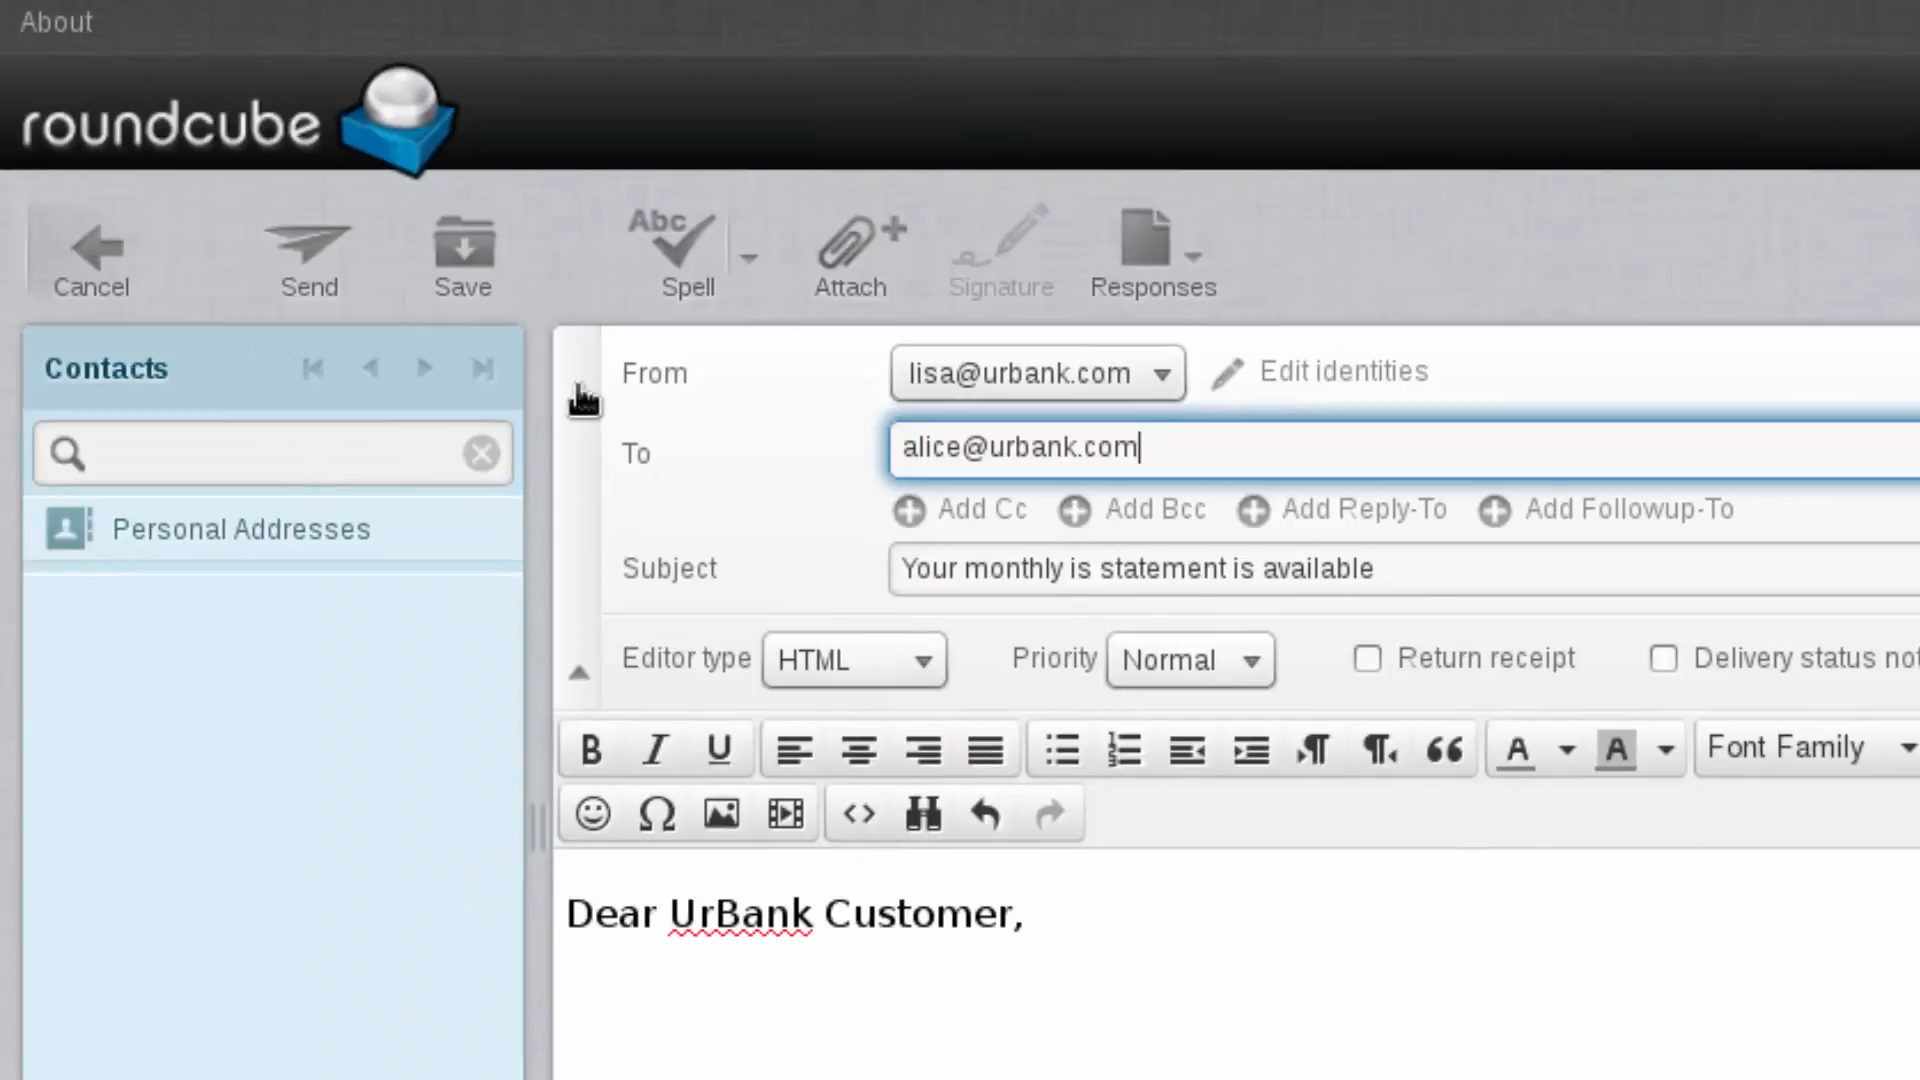 About
roundcube
Cancel Send Save Abc Spell Attach Signature Responses
Contacts
Personal Addresses
From lisa@urbank.com Edit identities
To alice@urbank.com
Add Cc Add Bcc Add Reply-To Add Followup-To
Subject Your monthly is statement is available
Editor type HTML Priority Normal Return receipt Delivery status not
B I U A A Font Family
Dear UrBank Customer,